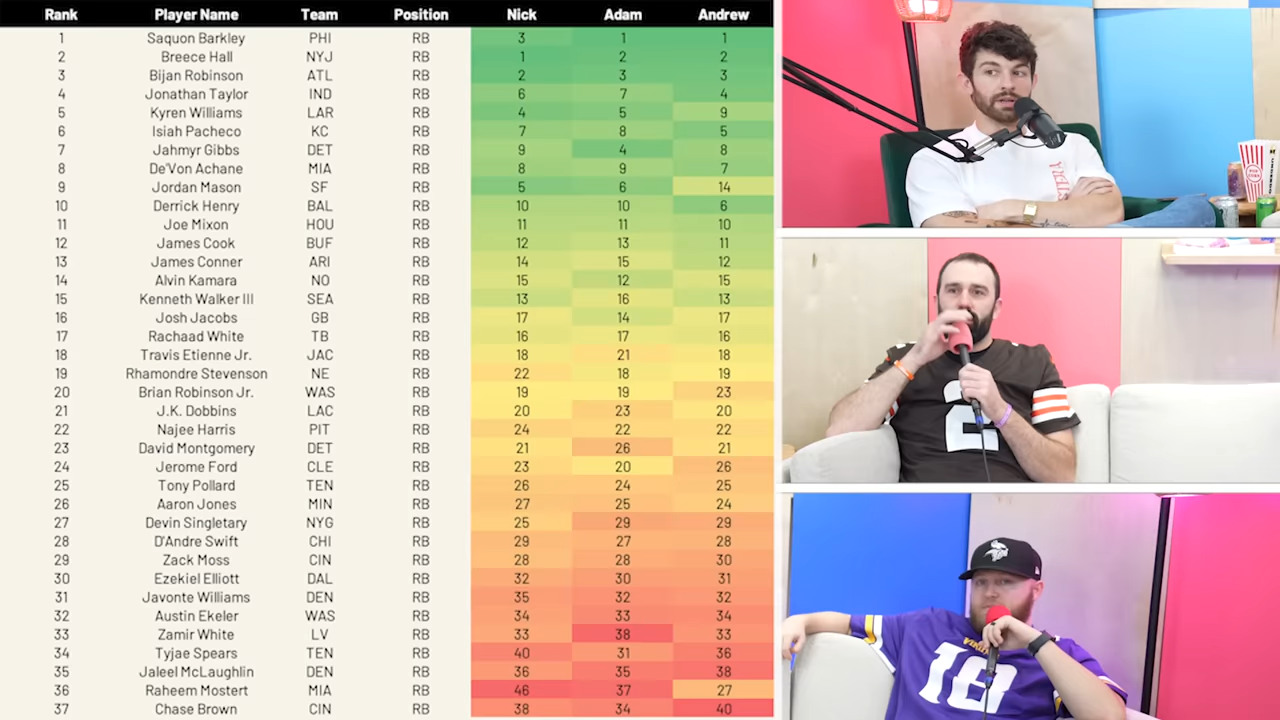 Rank Player Name Team Position Nick Adam Andrew
1 Saquon Barkley PHI RB 3 1 1
2 Breece Hall NYJ RB 1 2 2
3 Bijan Robinson ATL RB 2 3 3
4 Jonathan Taylor IND RB 6 7 4
5 Kyren Williams LAR RB 4 5 9
6 Isiah Pacheco KC RB 7 8 5
7 Jahmyr Gibbs DET RB 9 4 8
8 De'Von Achane MIA RB 8 9 7
9 Jordan Mason SF RB 5 6 14
10 Derrick Henry BAL RB 10 10 6
11 Joe Mixon HOU RB 11 11 10
12 James Cook BUF RB 12 13 11
13 James Conner ARI RB 14 15 12
14 Alvin Kamara NO RB 15 12 15
15 Kenneth Walker III SEA RB 13 16 13
16 Josh Jacobs GB RB 17 14 17
17 Rachaad White TB RB 16 17 16
18 Travis Etienne Jr. JAC RB 18 21 18
19 Rhamondre Stevenson NE RB 22 18 19
20 Brian Robinson Jr. WAS RB 19 19 23
21 J.K. Dobbins LAC RB 20 23 20
22 Najee Harris PIT RB 24 22 22
23 David Montgomery DET RB 21 26 21
24 Jerome Ford CLE RB 23 20 26
25 Tony Pollard TEN RB 26 24 25
26 Aaron Jones MIN RB 27 25 24
27 Devin Singletary NYG RB 25 29 29
28 D'Andre Swift CHI RB 29 27 28
29 Zack Moss CIN RB 28 28 30
30 Ezekiel Elliott DAL RB 32 30 31
31 Javonte Williams DEN RB 35 32 32
32 Austin Ekeler WAS RB 34 33 34
33 Zamir White LV RB 33 38 33
34 Tyjae Spears TEN RB 40 31 36
35 Jaleel McLaughlin DEN RB 36 35 38
36 Raheem Mostert MIA RB 46 37 27
37 Chase Brown CIN RB 38 34 40
2
18